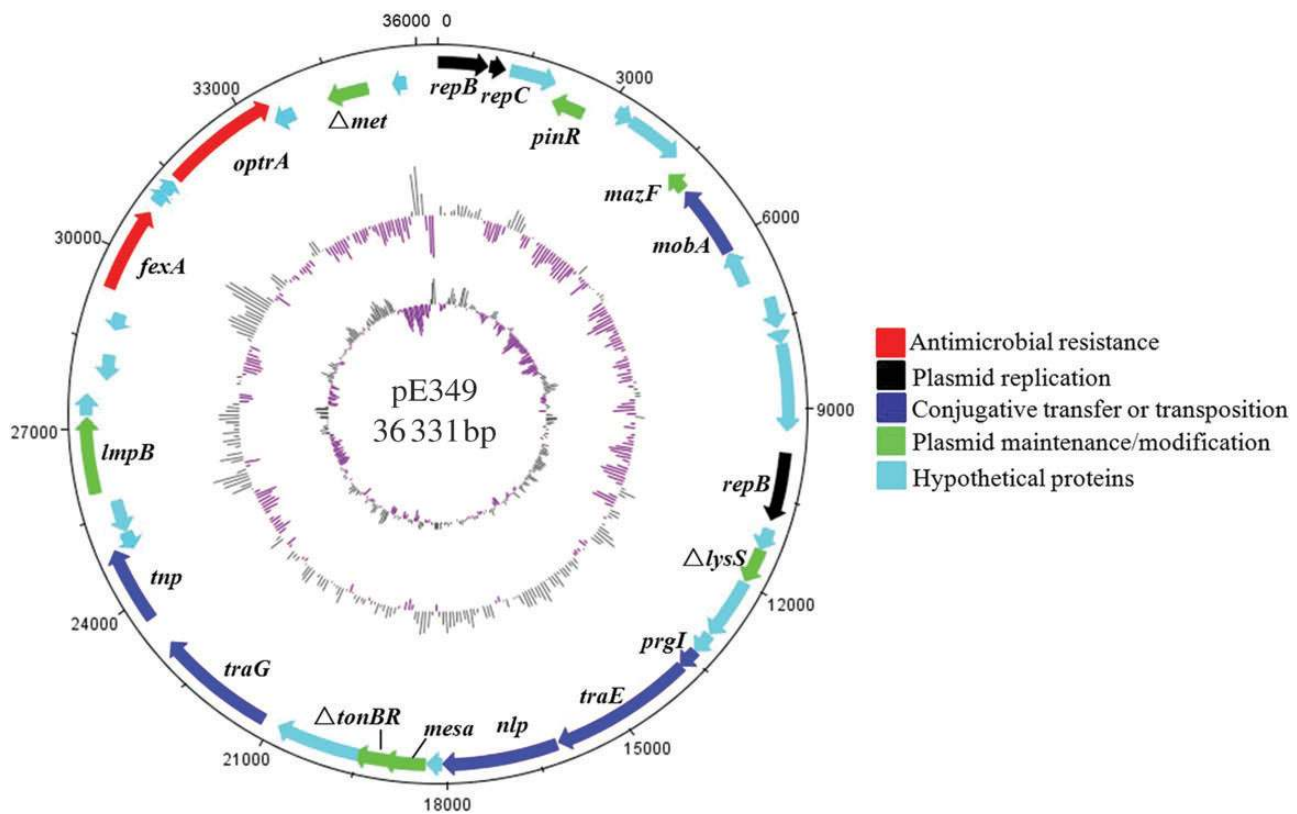 36000 0
33000
3000
repB
repC
△met
pinR
optrA
mazF
6000
mobA
30000
fexA
pE349
36 331 bp
9000
27000
lmpB
repB
△lysS
12000
tnp
prgI
24000
traG
traE
△tonBR
mesa
nlp
15000
21000
18000
Antimicrobial resistance
Plasmid replication
Conjugative transfer or transposition
Plasmid maintenance/modification
Hypothetical proteins